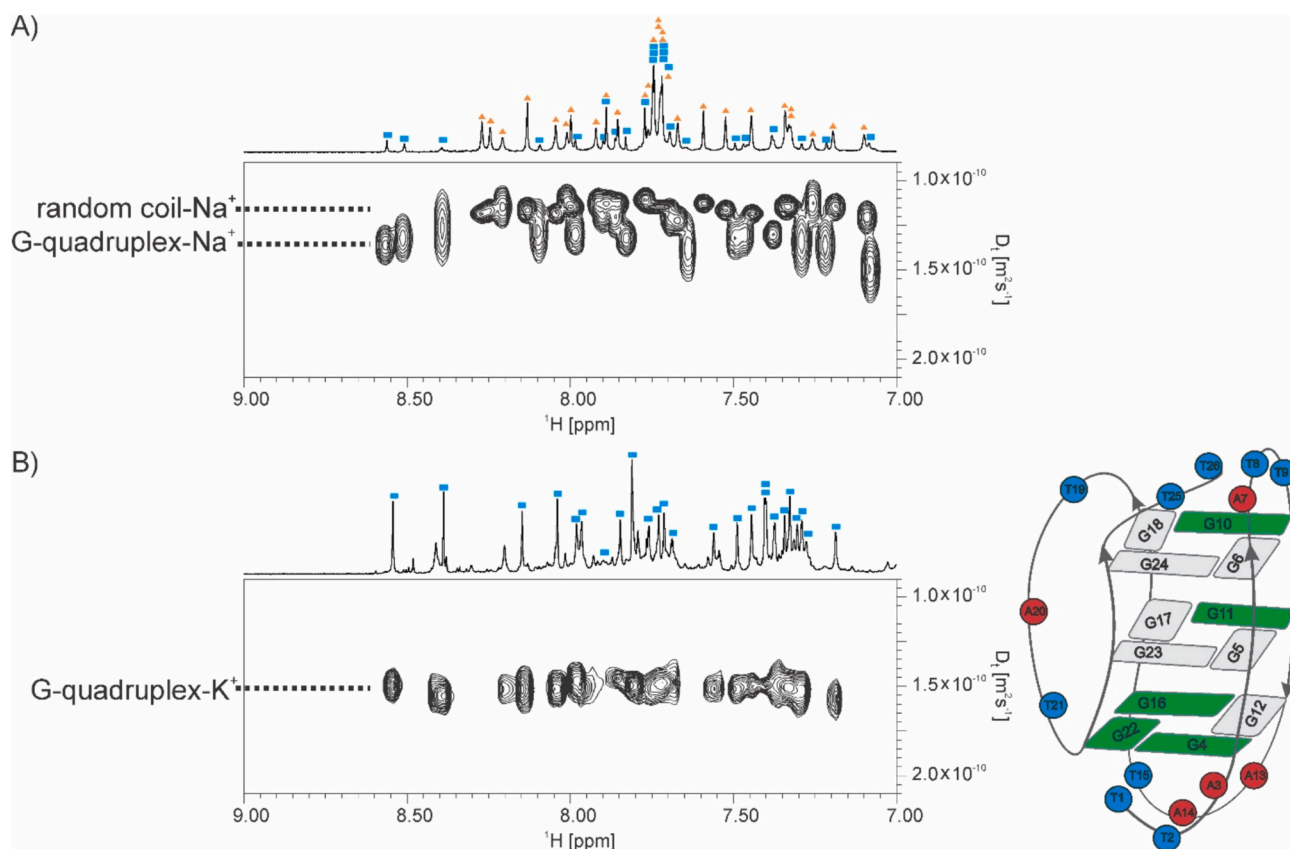 A)
random coil-Na⁺
G-quadruplex-Na⁺
1.0×10⁻¹⁰
1.5×10⁻¹⁰
2.0×10⁻¹⁰
Dₜ [m²s⁻¹]
9.00 8.50 8.00 7.50 7.00
¹H [ppm]
B)
G-quadruplex-K⁺
1.0×10⁻¹⁰
1.5×10⁻¹⁰
2.0×10⁻¹⁰
Dₜ [m²s⁻¹]
9.00 8.50 8.00 7.50 7.00
¹H [ppm]
T26 T8
T19 T25 A7 T9
G18 G10
G24 G6
A20 G17 G11
G23 G5
T21 G16 G12
G22 G4
T15 A3 A13
T1 A14
T2